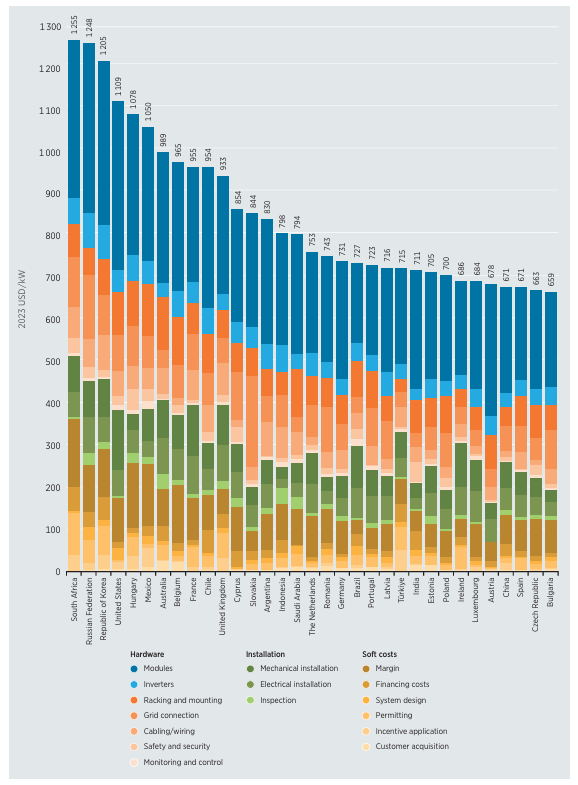 1 300
1 200
1 100
1 000
900
800
700
600
500
400
300
200
100
0
2023 USD/kW
1 255
1 248
1 205
1 109
1 078
1 050
989
965
955
954
933
854
844
830
798
794
753
743
731
727
723
716
715
711
705
700
686
684
678
671
671
663
659
South Africa
Russian Federation
Republic of Korea
United States
Hungary
Mexico
Australia
Belgium
France
Chile
United Kingdom
Cyprus
Slovakia
Argentina
Indonesia
Saudi Arabia
The Netherlands
Romania
Germany
Brazil
Portugal
Latvia
Türkiye
India
Estonia
Poland
Ireland
Luxembourg
Austria
China
Spain
Czech Republic
Bulgaria
Hardware
Modules
Inverters
Racking and mounting
Grid connection
Cabling/wiring
Safety and security
Monitoring and control
Installation
Mechanical installation
Electrical installation
Inspection
Soft costs
Margin
Financing costs
System design
Permitting
Incentive application
Customer acquisition